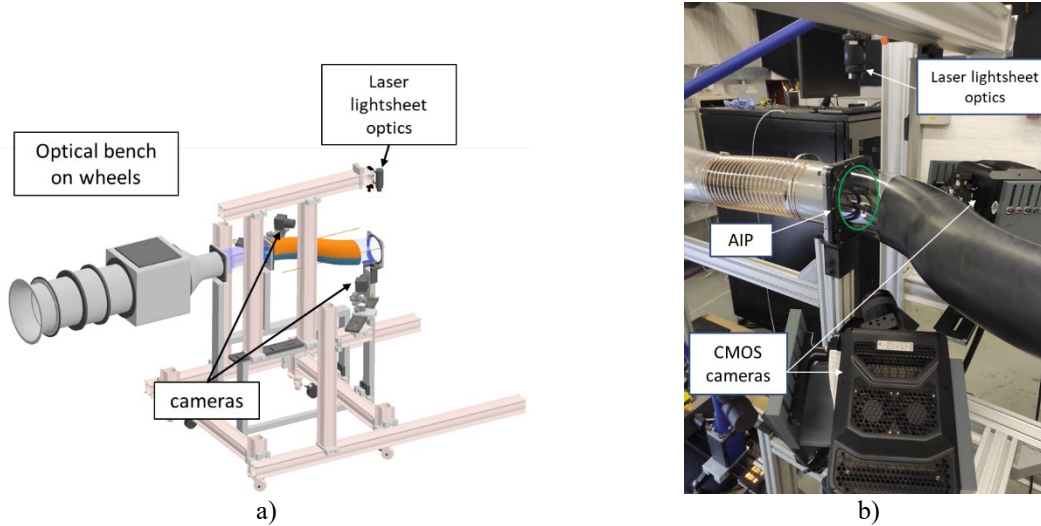 Laser
lightsheet
optics
Optical bench
on wheels
cameras
a)
Laser lightsheet
optics
AIP
CMOS
cameras
b)